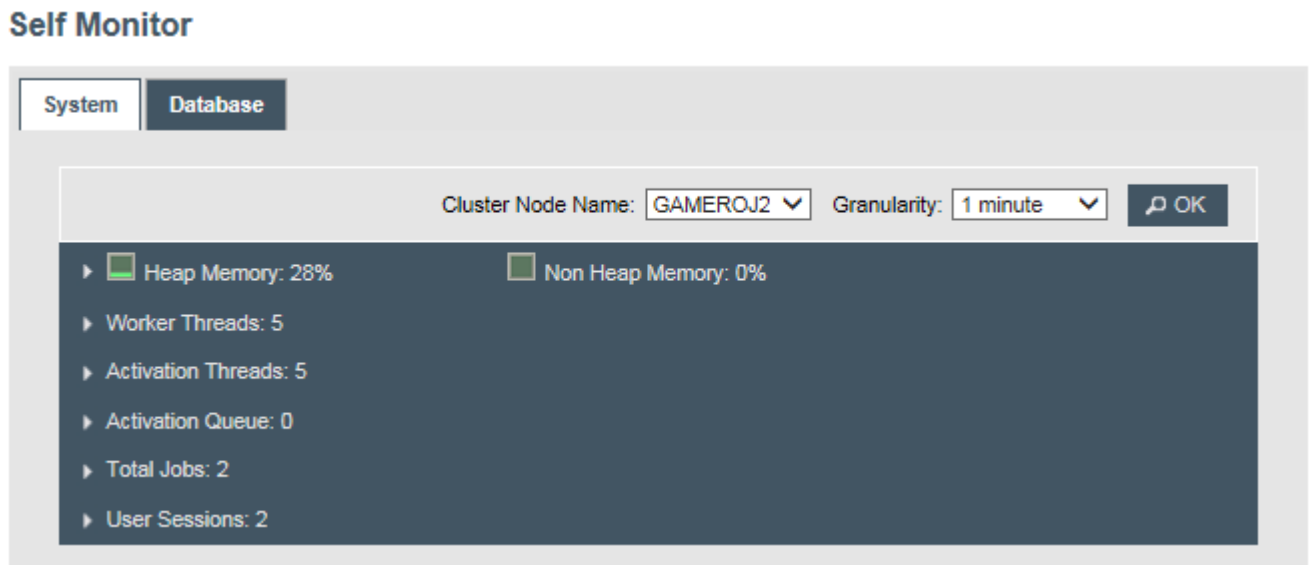 Self Monitor
System Database
Cluster Node Name: GAMEROJ2 Granularity: 1 minute OK
Heap Memory: 28% Non Heap Memory: 0%
Worker Threads: 5
Activation Threads: 5
Activation Queue: 0
Total Jobs: 2
User Sessions: 2